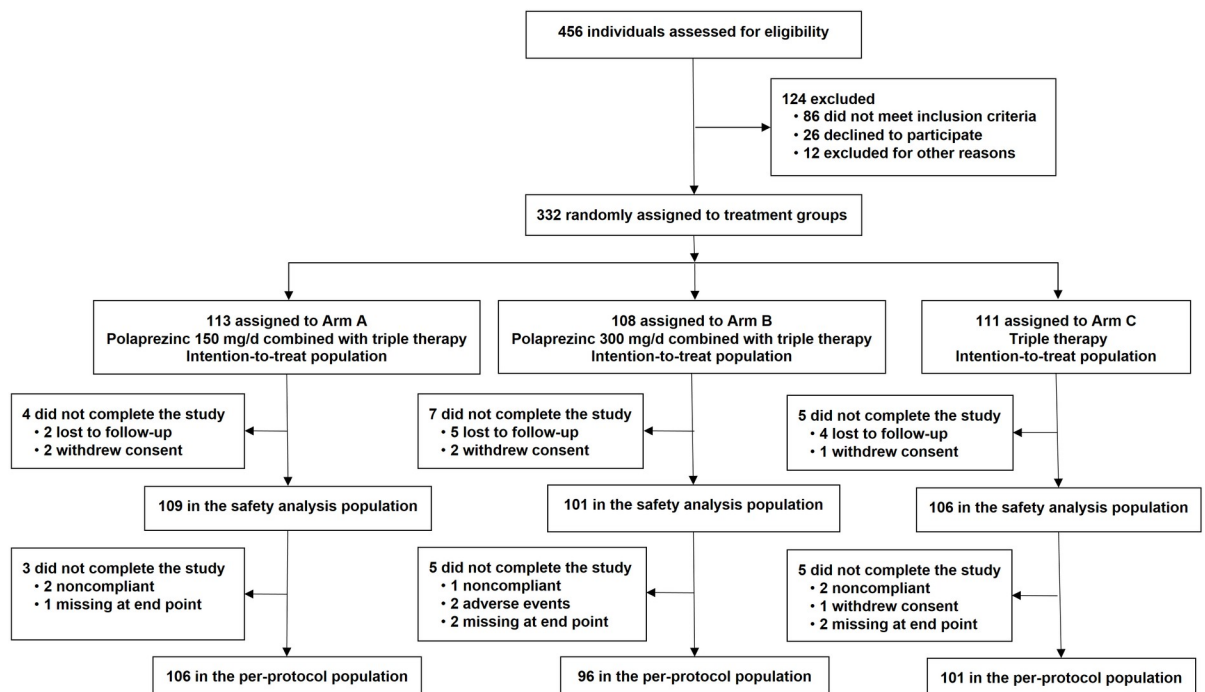 456 individuals assessed for eligibility
124 excluded
• 86 did not meet inclusion criteria
• 26 declined to participate
• 12 excluded for other reasons
332 randomly assigned to treatment groups
113 assigned to Arm A
Polaprezinc 150 mg/d combined with triple therapy
Intention-to-treat population
108 assigned to Arm B
Polaprezinc 300 mg/d combined with triple therapy
Intention-to-treat population
111 assigned to Arm C
Triple therapy
Intention-to-treat population
4 did not complete the study
• 2 lost to follow-up
• 2 withdrew consent
7 did not complete the study
• 5 lost to follow-up
• 2 withdrew consent
5 did not complete the study
• 4 lost to follow-up
• 1 withdrew consent
109 in the safety analysis population
101 in the safety analysis population
106 in the safety analysis population
3 did not complete the study
• 2 noncompliant
• 1 missing at end point
5 did not complete the study
• 1 noncompliant
• 2 adverse events
• 2 missing at end point
5 did not complete the study
• 2 noncompliant
• 1 withdrew consent
• 2 missing at end point
106 in the per-protocol population
96 in the per-protocol population
101 in the per-protocol population